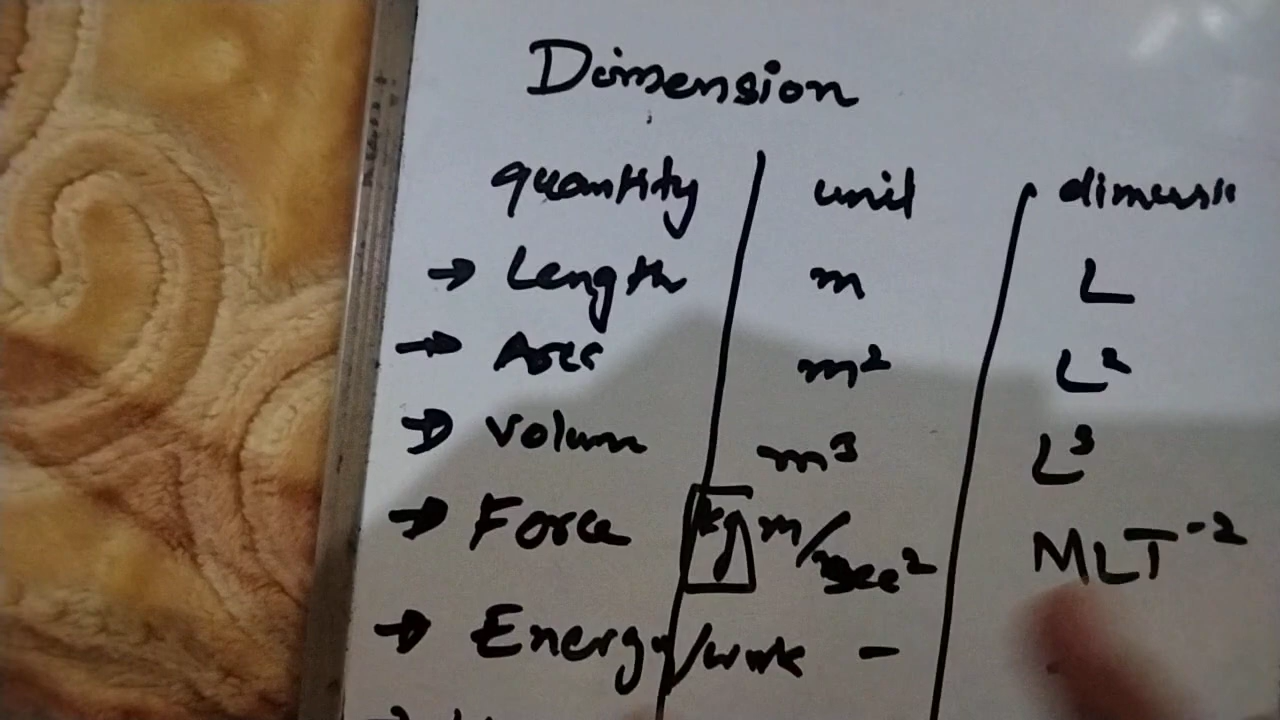 Dimension
quantity unit dimensi
→ Length m L
→ Area m² L²
→ Volum m³ L³
→ Force kg m/sec² MLT⁻²
→ Energy/work -